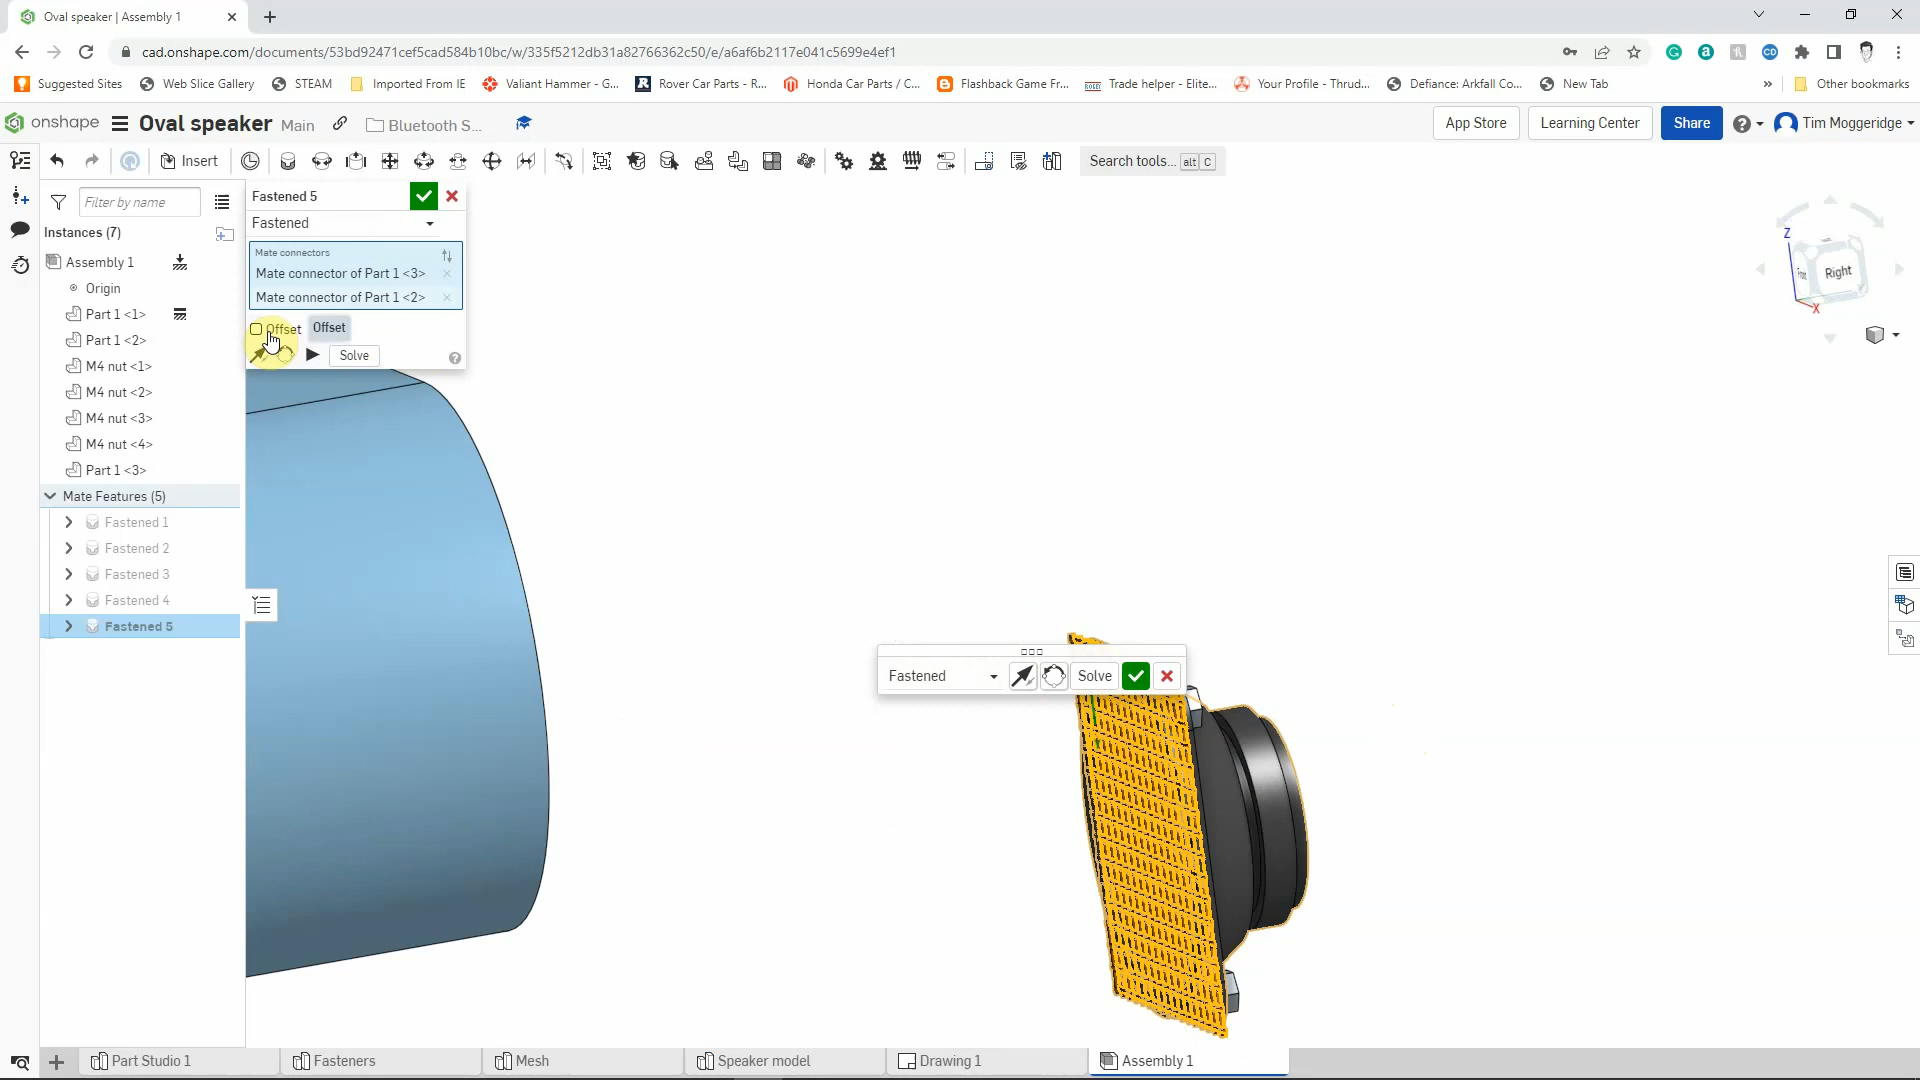 Oval speaker | Assembly 1
cad.onshape.com/documents/53bd92471cef5cad584b10bc/w/335f5212db31a82766362c50/e/a6af6b2117e041c5699e4ef1
Suggested Sites Web Slice Gallery STEAM Imported From IE Valiant Hammer - G... Rover Car Parts - R... Honda Car Parts / C... Flashback Game Fr... Trade helper - Elite... Your Profile - Thrud... Defiance: Arkfall Co... New Tab » Other bookmarks
onshape Oval speaker Main Bluetooth S... App Store Learning Center Share Tim Moggeridge
Insert Search tools... alt C
Filter by name
Instances (7)
Assembly 1
Origin
Part 1 <1>
Part 1 <2>
M4 nut <1>
M4 nut <2>
M4 nut <3>
M4 nut <4>
Part 1 <3>
Mate Features (5)
Fastened 1
Fastened 2
Fastened 3
Fastened 4
Fastened 5
Fastened 5
Fastened
Mate connectors
Mate connector of Part 1 <3>
Mate connector of Part 1 <2>
Offset Offset
Solve
Fastened Solve
Z
Front Right
X
Part Studio 1 Fasteners Mesh Speaker model Drawing 1 Assembly 1